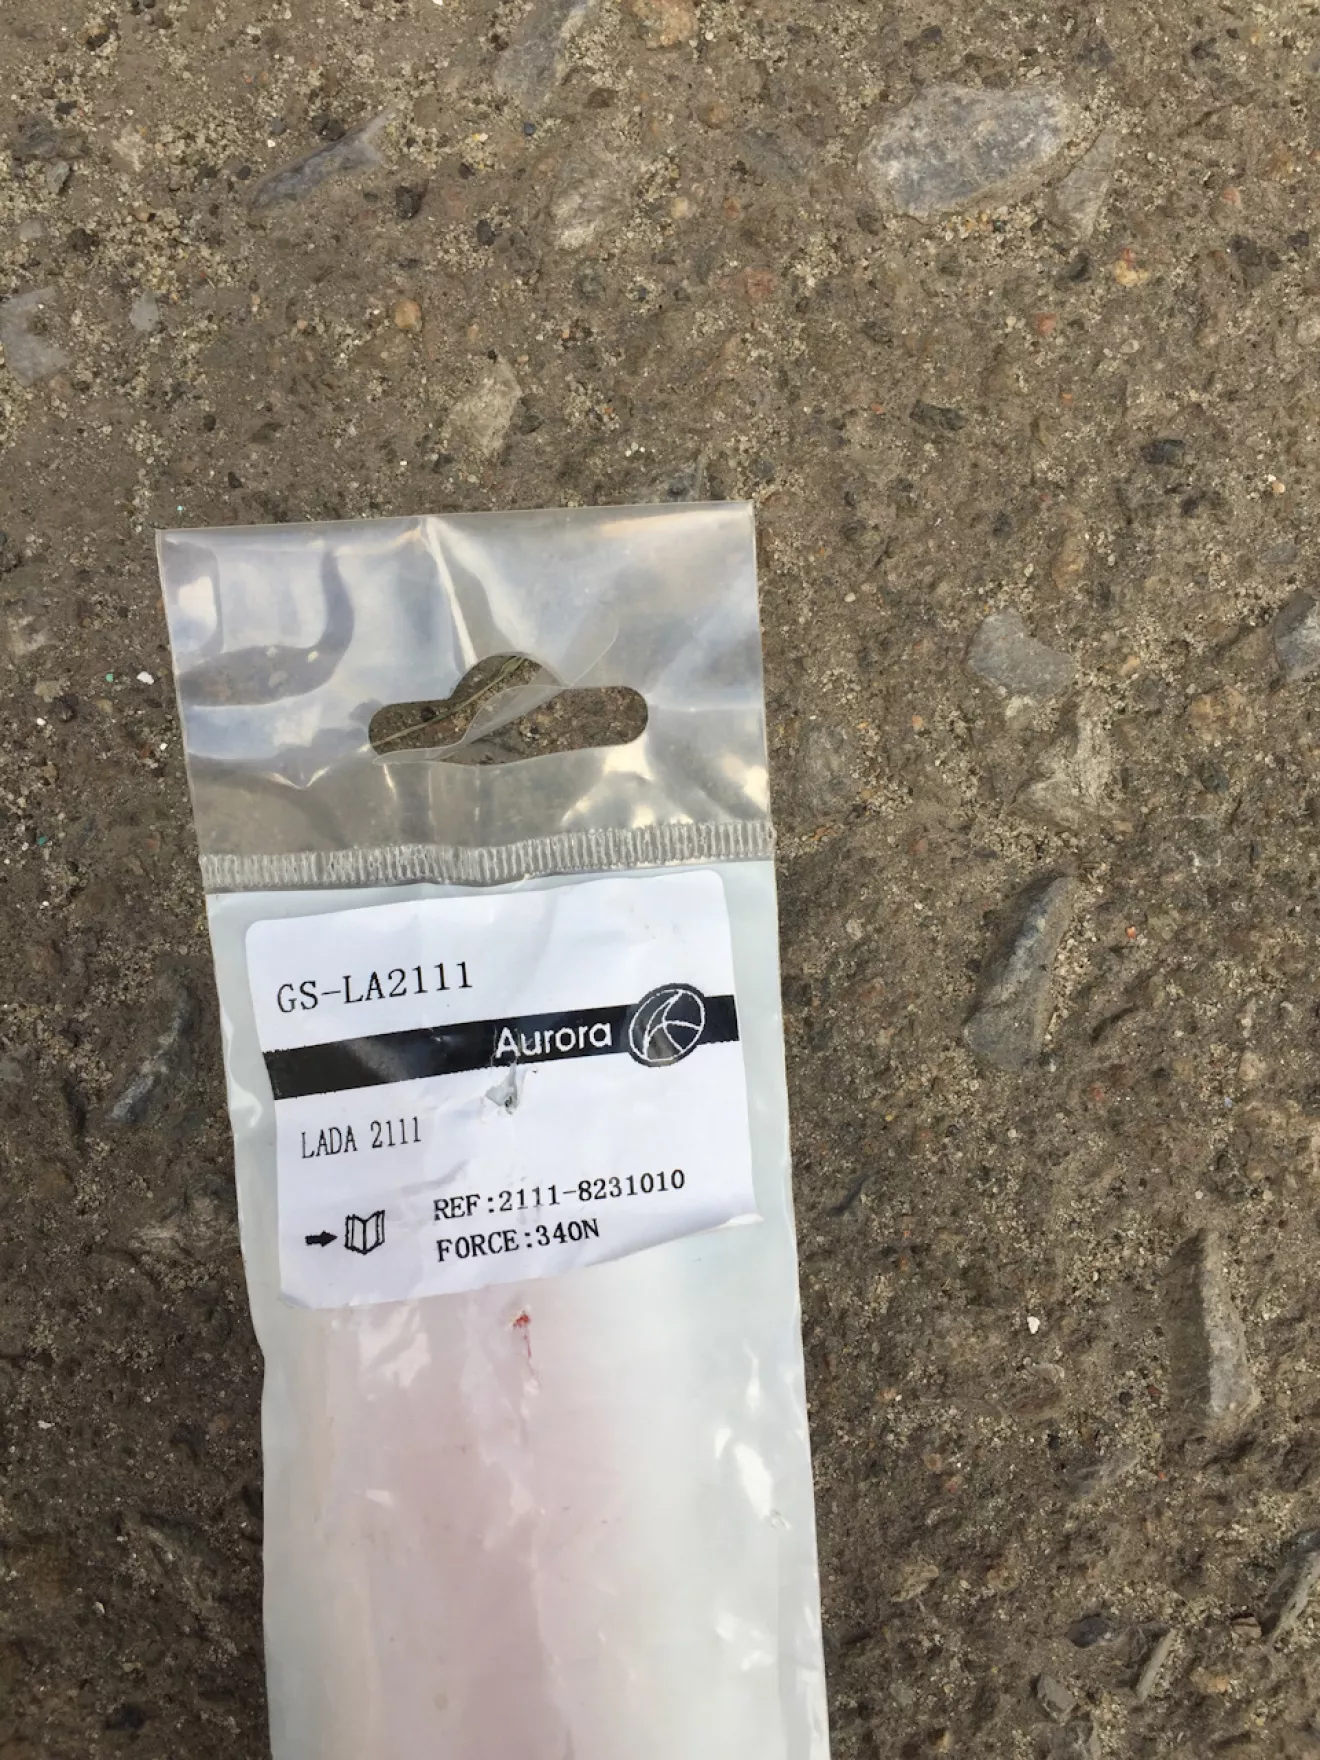 GS-LA2111
Aurora
LADA 2111
REF:2111-8231010
FORCE:340N